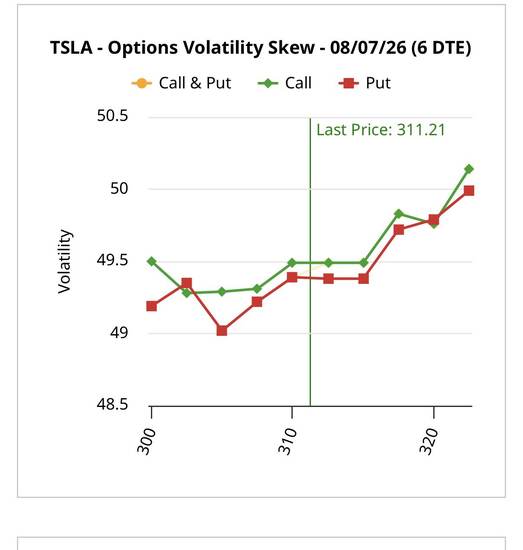 TSLA - Options Volatility Skew - 08/07/26 (6 DTE)
Call & Put Call Put
50.5
Last Price: 311.21
50
49.5
Volatility
49
48.5
300 310 320